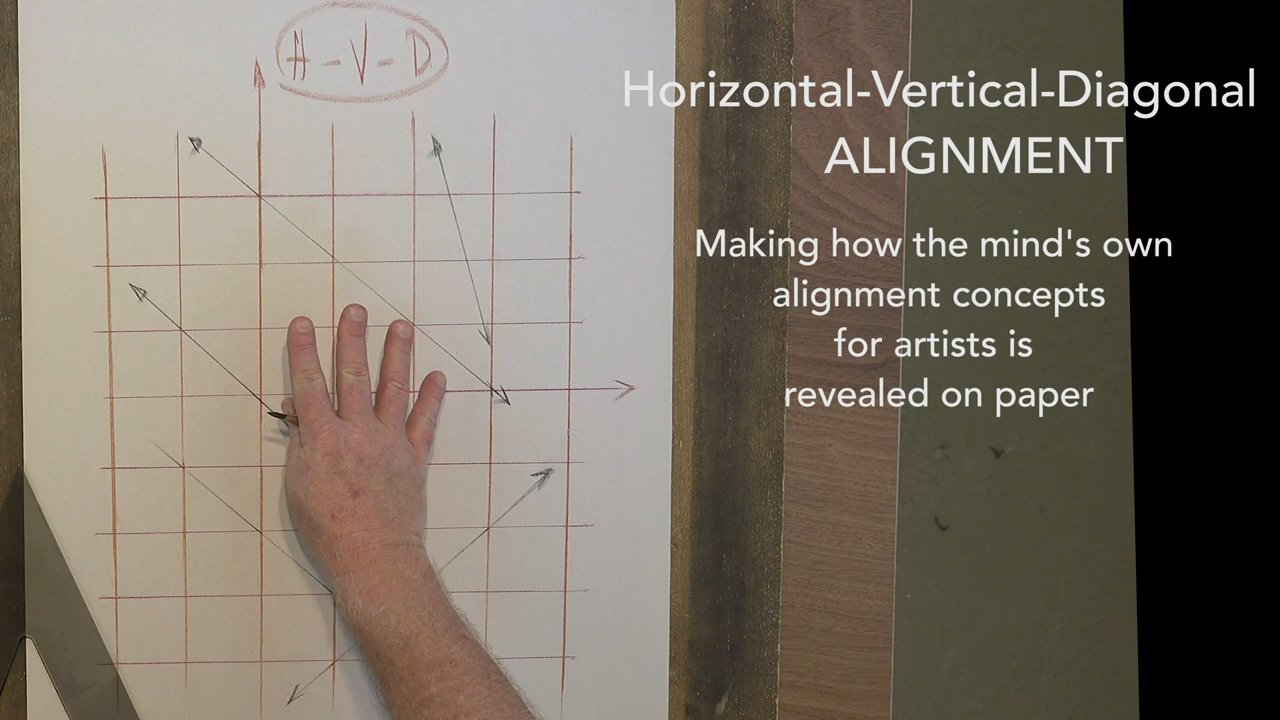 H-V-D
Horizontal-Vertical-Diagonal
ALIGNMENT
Making how the mind's own
alignment concepts
for artists is
revealed on paper